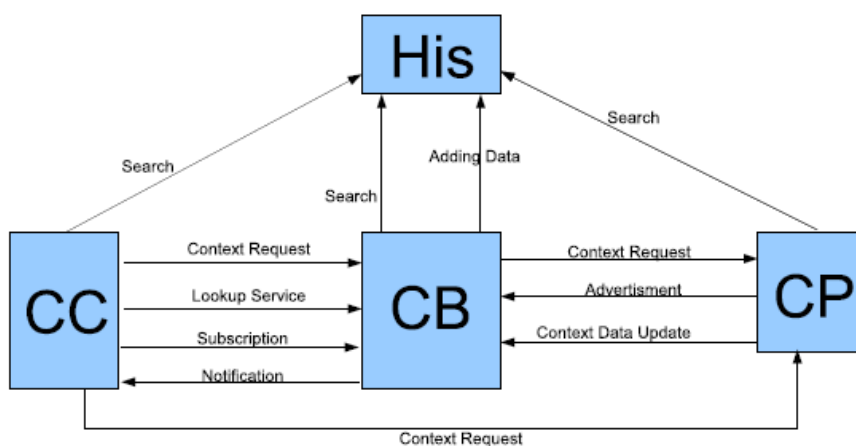 His
Search
Search
Adding Data
Search
CC
Context Request
Lookup Service
Subscription
Notification
CB
Context Request
Advertisment
Context Data Update
CP
Context Request